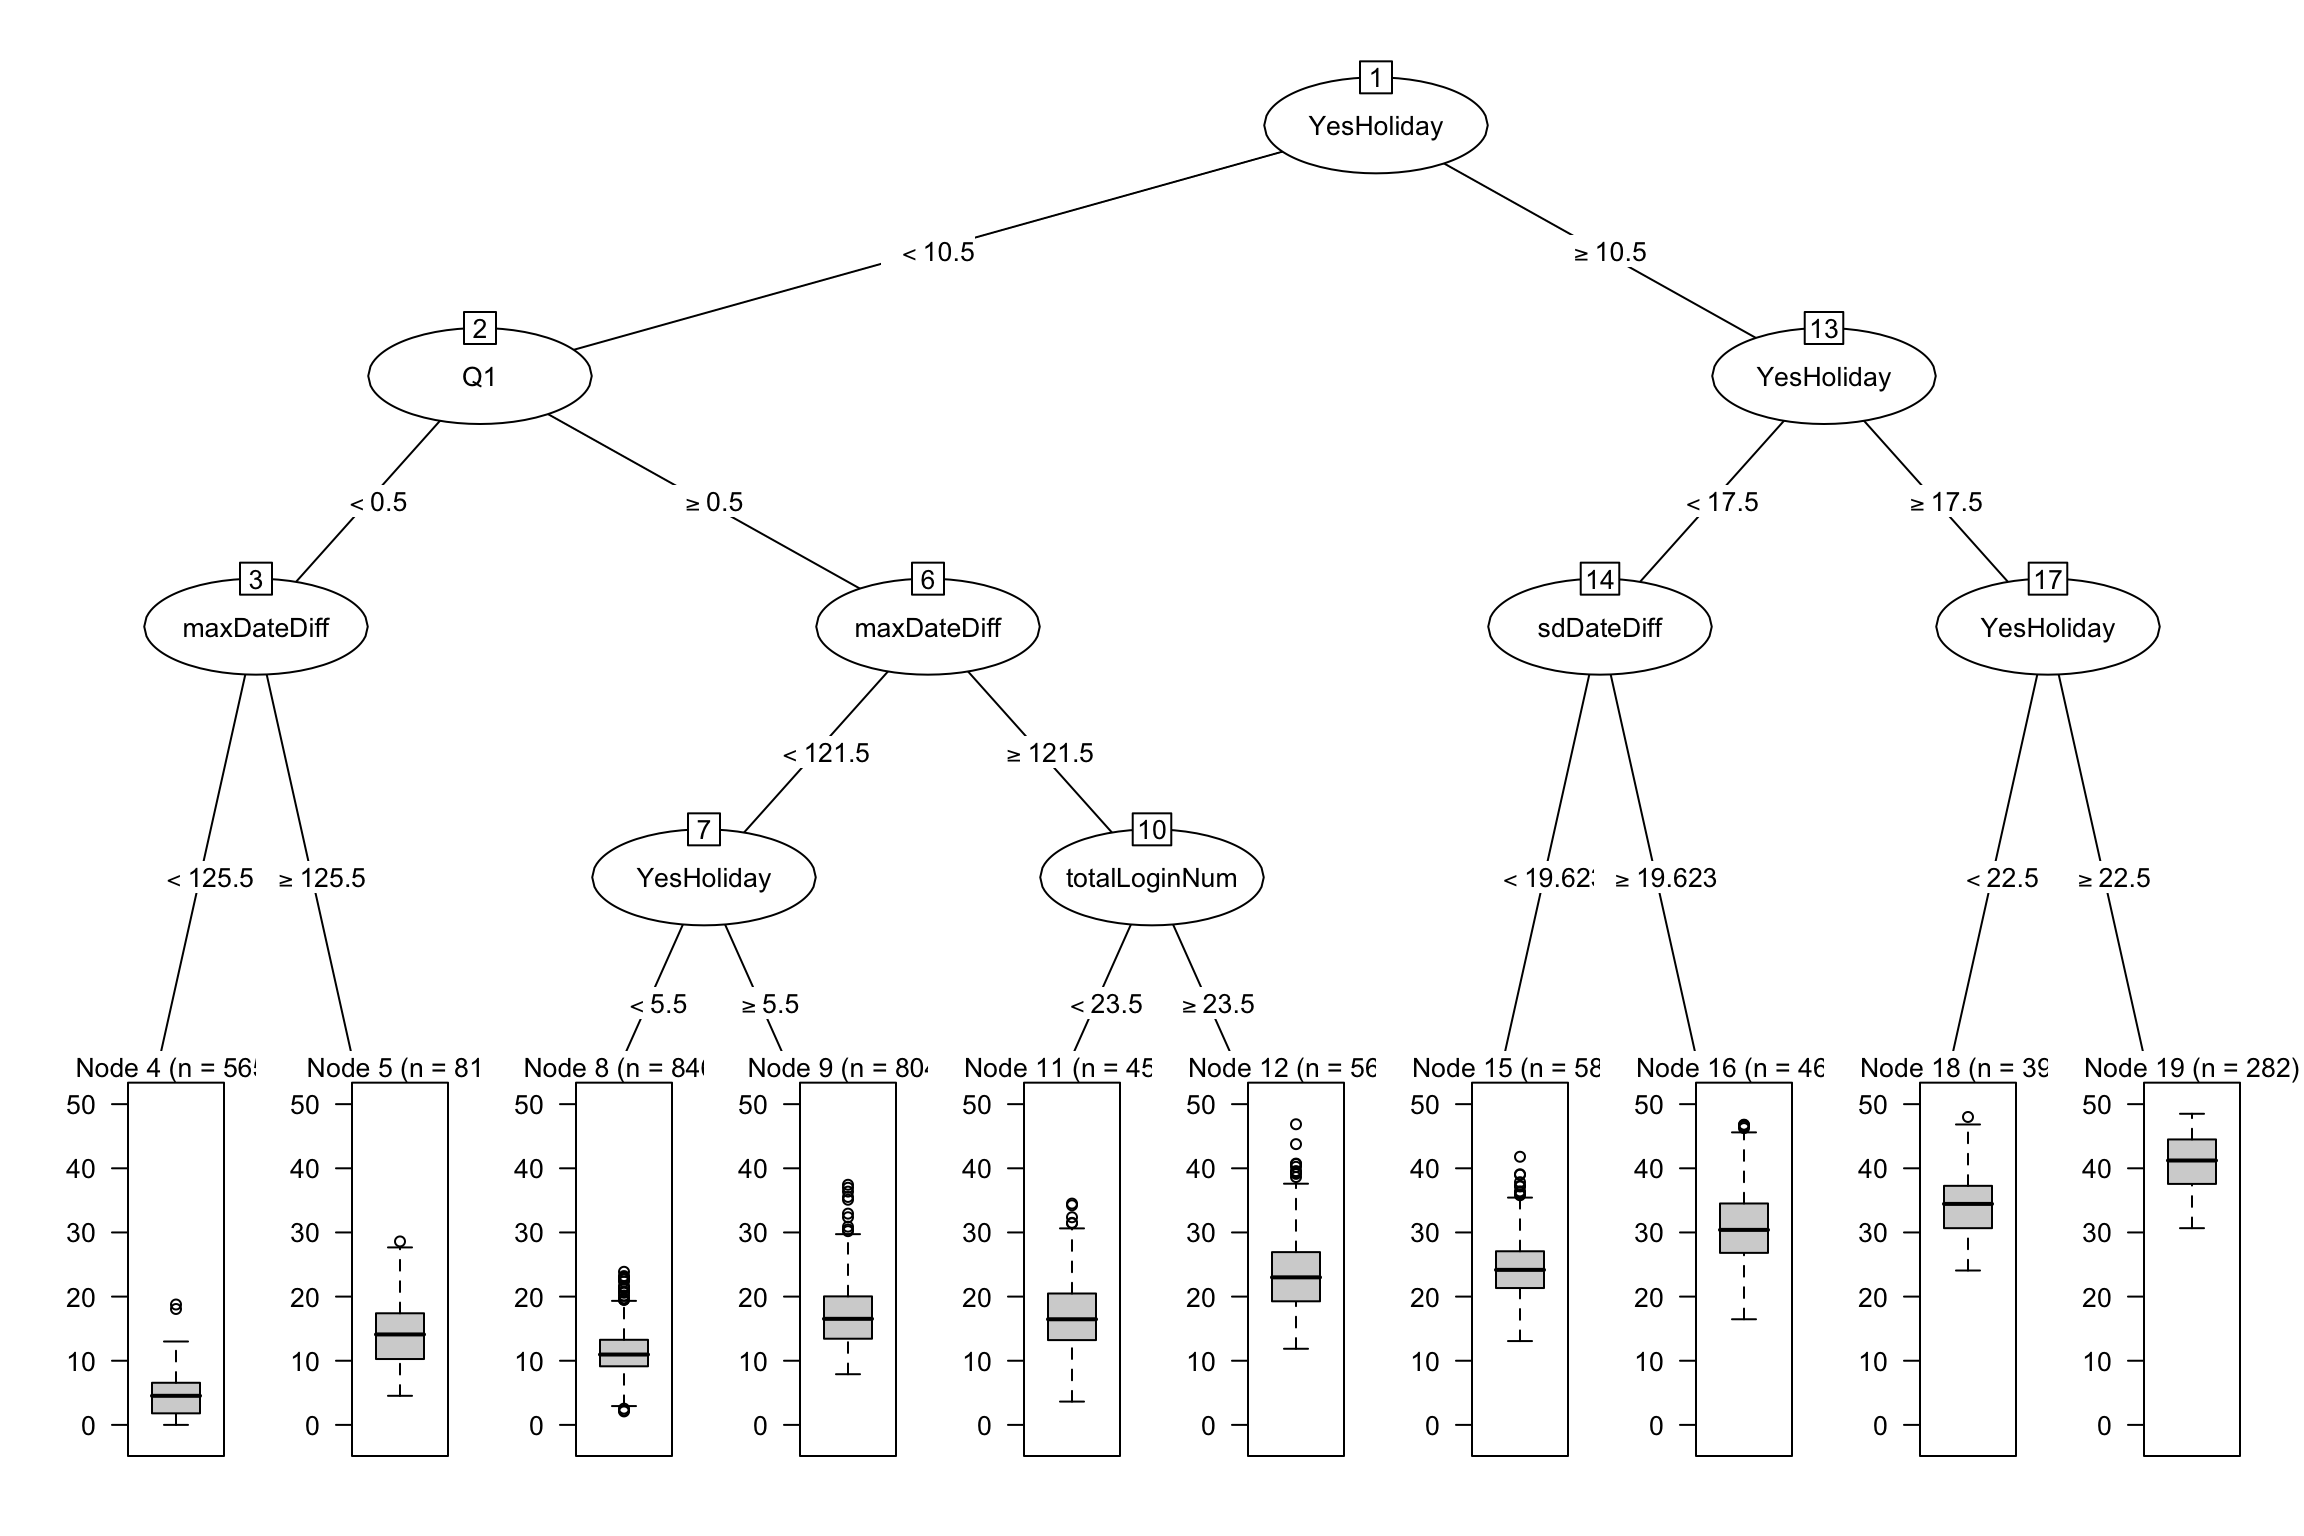 1
YesHoliday
< 10.5
≥ 10.5
2
Q1
13
YesHoliday
< 0.5
≥ 0.5
< 17.5
≥ 17.5
3
maxDateDiff
6
maxDateDiff
14
sdDateDiff
17
YesHoliday
< 121.5
≥ 121.5
7
YesHoliday
10
totalLoginNum
< 125.5
≥ 125.5
< 19.623
≥ 19.623
< 22.5
≥ 22.5
< 5.5
≥ 5.5
< 23.5
≥ 23.5
Node 4 (n = 56
Node 5 (n = 81
Node 8 (n = 84
Node 9 (n = 80
Node 11 (n = 45
Node 12 (n = 56
Node 15 (n = 58
Node 16 (n = 46
Node 18 (n = 39
Node 19 (n = 282)
50 50 50 50 50 50 50 50 50 50
40 40 40 40 40 40 40 40 40 40
30 30 30 30 30 30 30 30 30 30
20 20 20 20 20 20 20 20 20 20
10 10 10 10 10 10 10 10 10 10
0 0 0 0 0 0 0 0 0 0